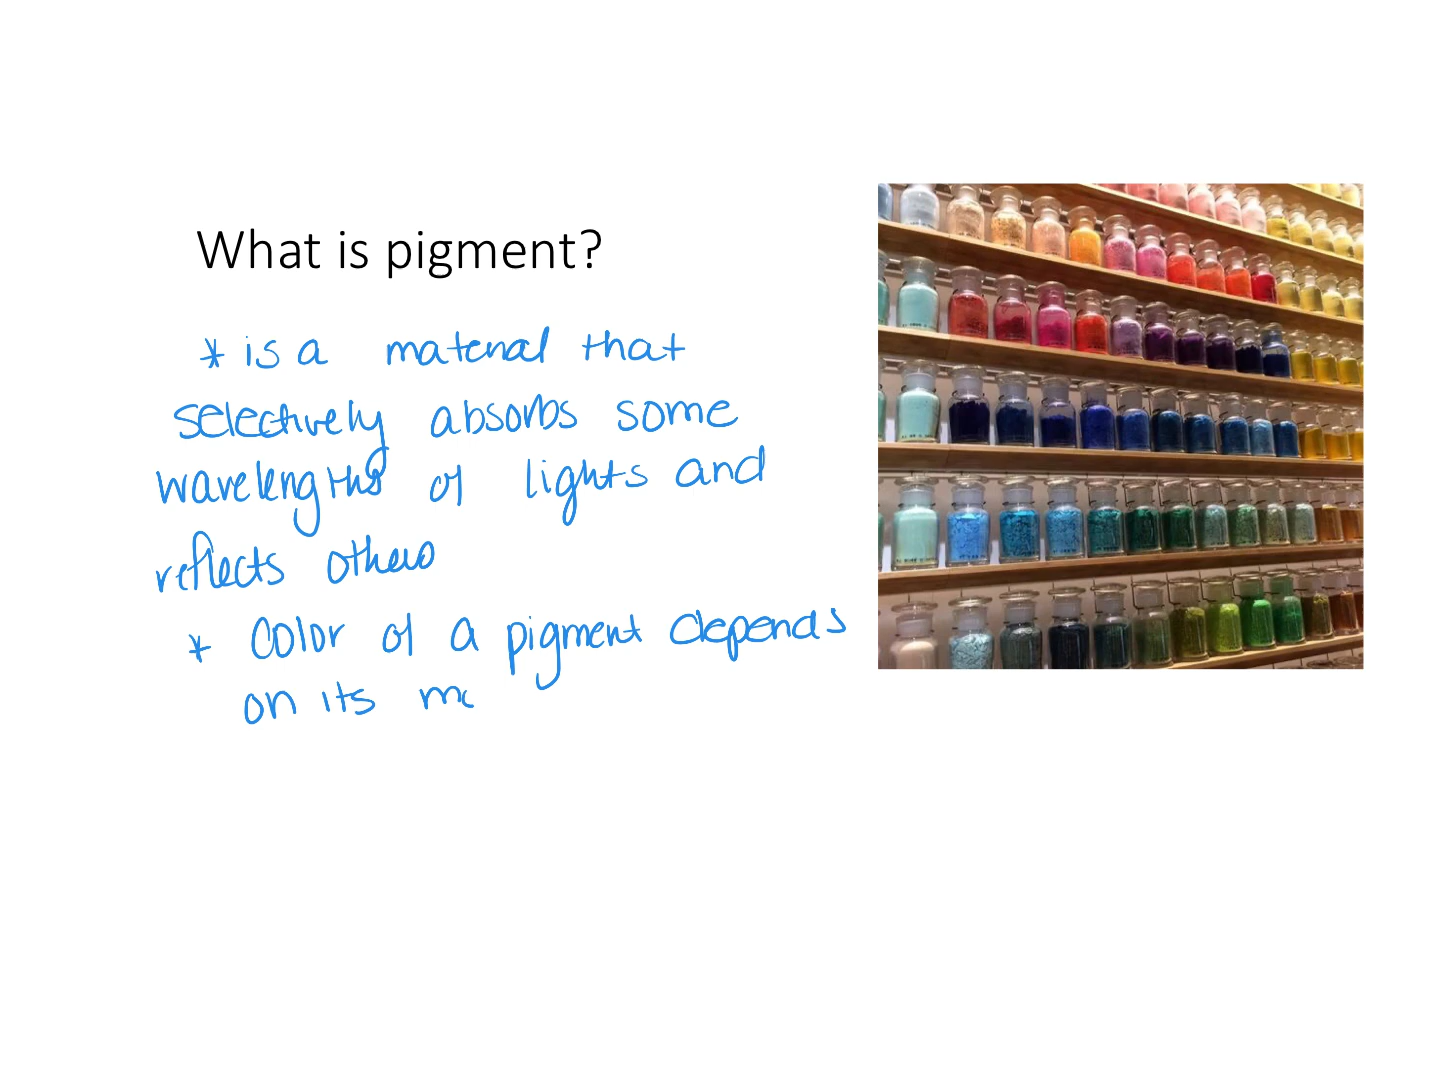 What is pigment?
* is a material that
selectively absorbs some
wavelengths of lights and
reflects others
* Color of a pigment depends
on its mc